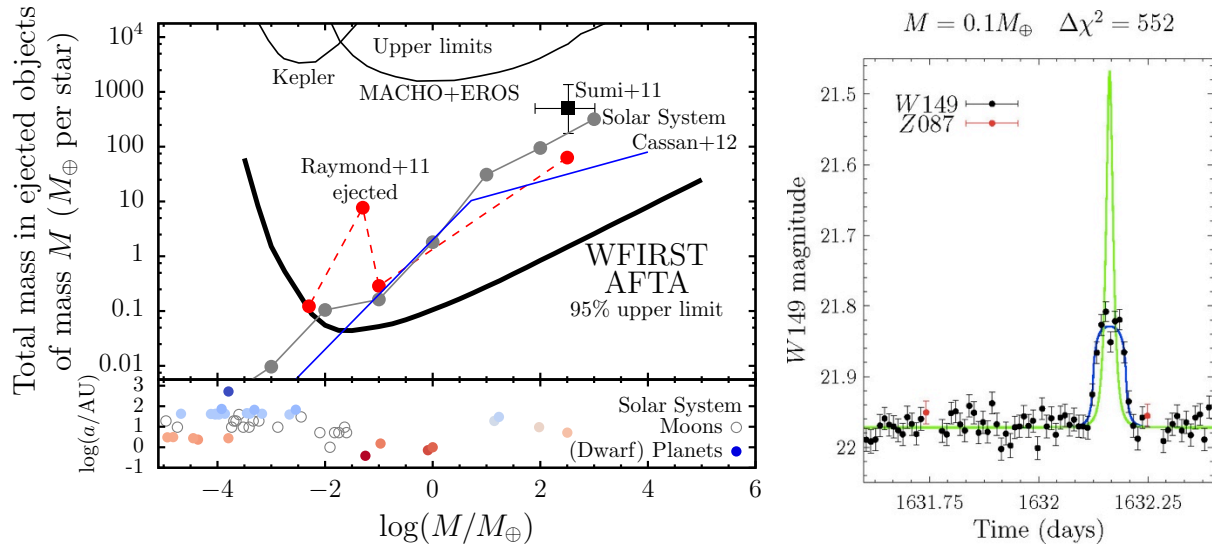 Total mass in ejected objects
of mass M (M⊕ per star)
10⁴
1000
100
10
1
0.1
0.01
Upper limits
Kepler
MACHO+EROS
Sumi+11
Solar System
Cassan+12
Raymond+11
ejected
WFIRST
AFTA
95% upper limit
log(a/AU)
3
2
1
0
−1
Solar System
Moons
(Dwarf) Planets
−4
−2
0
2
4
6
log(M/M⊕)
M = 0.1M⊕ Δχ² = 552
W149 magnitude
21.5
21.6
21.7
21.8
21.9
22
W149
Z087
1631.75
1632
1632.25
Time (days)